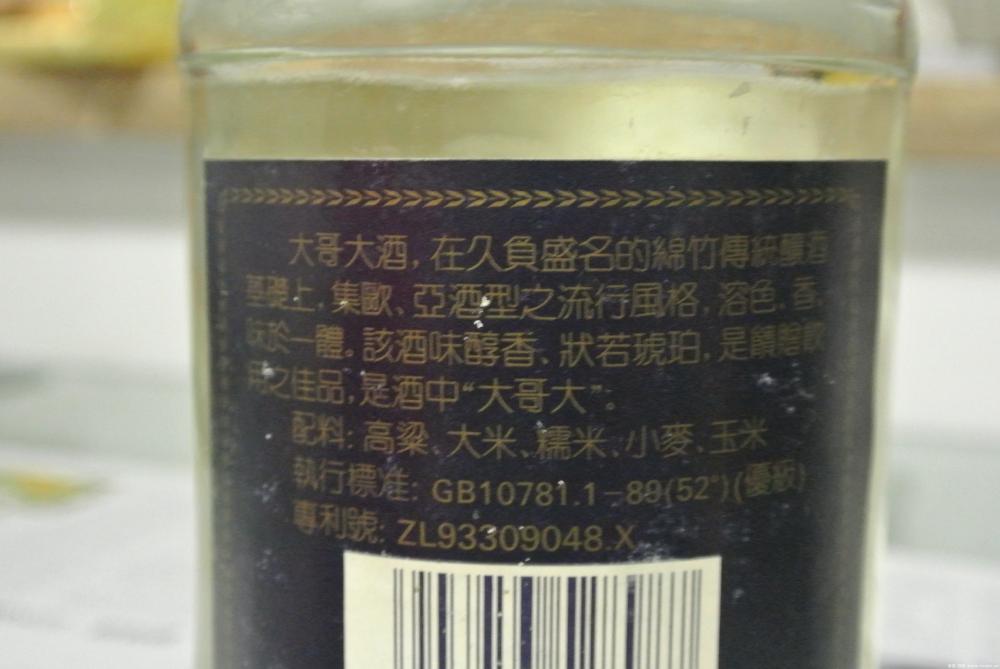 大哥大酒，在久負盛名的綿竹傳統釀酒
基礎上，集歐、亞酒型之流行風格，溶色、香、
味於一體。該酒味醇香、狀若琥珀，是饋贈飲
用之佳品，是酒中“大哥大”。
配料：高粱、大米、糯米、小麥、玉米
執行標准：GB10781.1-89(52°)(優級)
專利號：ZL93309048.X